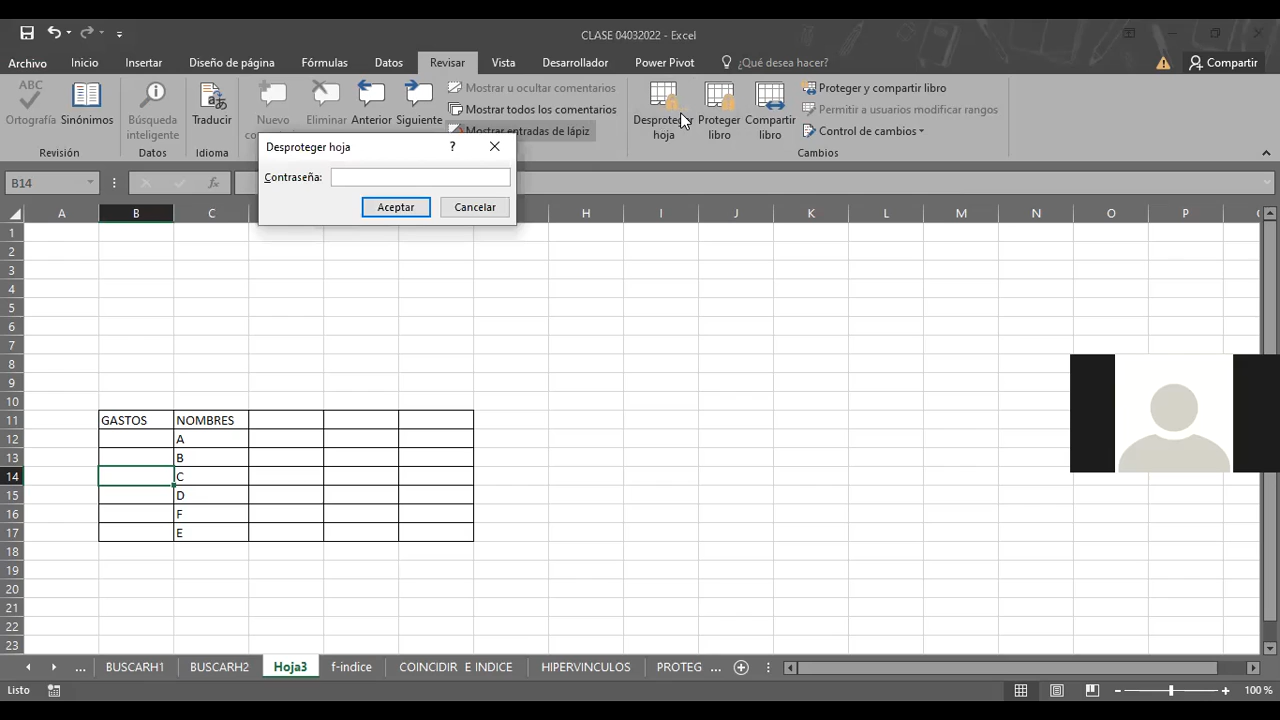 CLASE 04032022 - Excel
Archivo Inicio Insertar Diseño de página Fórmulas Datos Revisar Vista Desarrollador Power Pivot ¿Qué desea hacer? Compartir
ABC
Ortografía
Sinónimos
Búsqueda
inteligente
Traducir
Nuevo
Eliminar
Anterior
Siguiente
Mostrar u ocultar comentarios
Mostrar todos los comentarios
Mostrar entradas de lápiz
Desproteger
hoja
Proteger
libro
Compartir
libro
Proteger y compartir libro
Permitir a usuarios modificar rangos
Control de cambios
Revisión Datos Idioma Cambios
Desproteger hoja ?
Contraseña:
Aceptar Cancelar
B14 fx
A B C H I J K L M N O P
1
2
3
4
5
6
7
8
9
10
11 GASTOS NOMBRES
12 A
13 B
14 C
15 D
16 F
17 E
18
19
20
21
22
23
... BUSCARH1 BUSCARH2 Hoja3 f-indice COINCIDIR E INDICE HIPERVINCULOS PROTEG ...
Listo 100 %